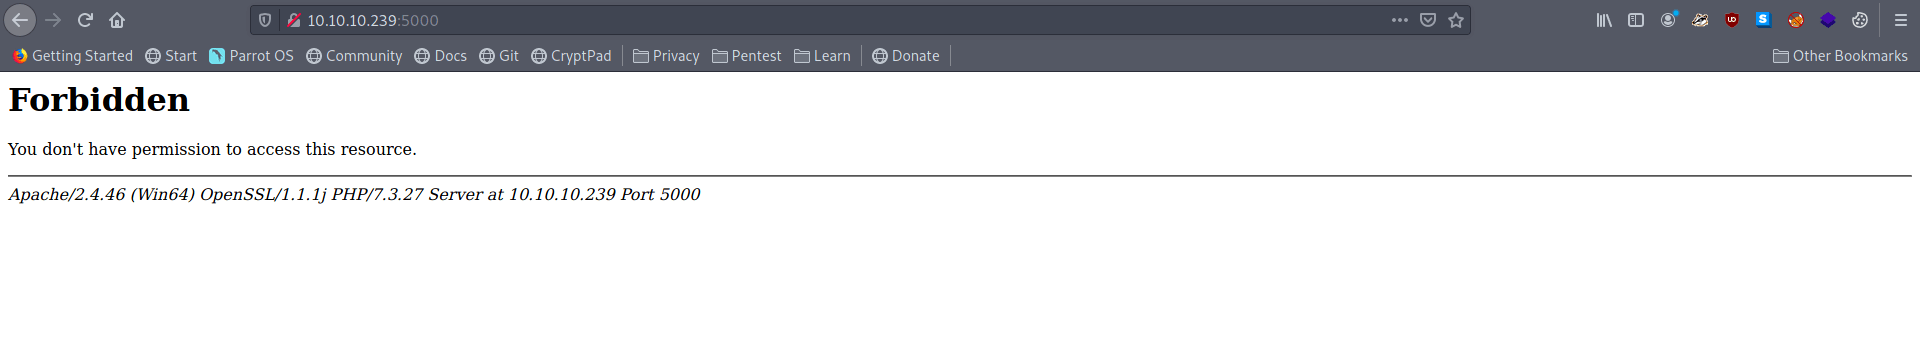 10.10.10.239:5000
Getting Started Start Parrot OS Community Docs Git CryptPad Privacy Pentest Learn Donate Other Bookmarks
Forbidden
You don't have permission to access this resource.
Apache/2.4.46 (Win64) OpenSSL/1.1.1j PHP/7.3.27 Server at 10.10.10.239 Port 5000